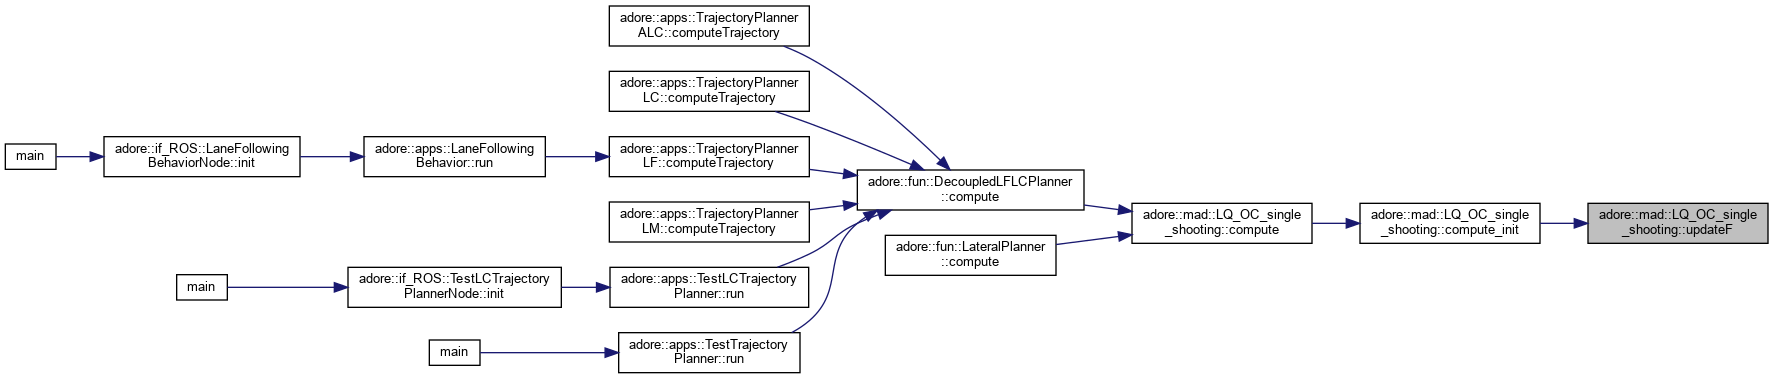 adore::apps::TrajectoryPlanner
ALC::computeTrajectory
adore::apps::TrajectoryPlanner
LC::computeTrajectory
main
adore::if_ROS::LaneFollowing
BehaviorNode::init
adore::apps::LaneFollowing
Behavior::run
adore::apps::TrajectoryPlanner
LF::computeTrajectory
adore::fun::DecoupledLFLCPlanner
::compute
adore::apps::TrajectoryPlanner
LM::computeTrajectory
adore::fun::LateralPlanner
::compute
adore::mad::LQ_OC_single
_shooting::compute
adore::mad::LQ_OC_single
_shooting::compute_init
adore::mad::LQ_OC_single
_shooting::updateF
main
adore::if_ROS::TestLCTrajectory
PlannerNode::init
adore::apps::TestLCTrajectory
Planner::run
main
adore::apps::TestTrajectory
Planner::run